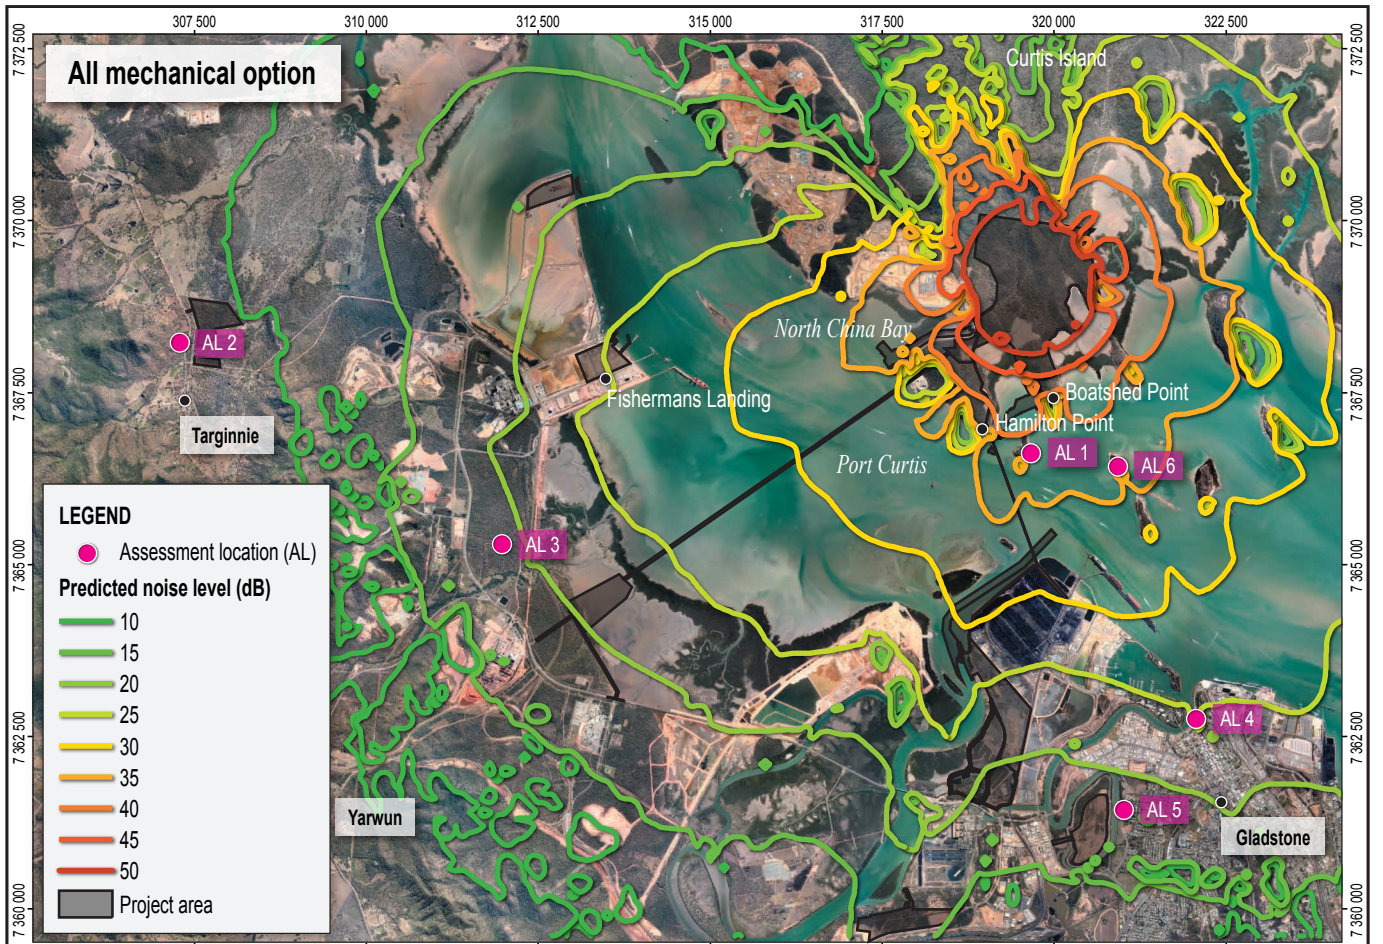 307 500 310 000 312 500 315 000 317 500 320 000 322 500
7 372 500
7 372 500
All mechanical option
Curtis Island
7 370 000
7 370 000
North China Bay
AL 2
7 367 500
7 367 500
Fishermans Landing
Boatshed Point
Hamilton Point
Targinnie
AL 1
AL 6
Port Curtis
LEGEND
Assessment location (AL)
Predicted noise level (dB)
10
15
20
25
30
35
40
45
50
Project area
AL 3
7 365 000
7 365 000
AL 4
7 362 500
7 362 500
Yarwun
AL 5
Gladstone
7 360 000
7 360 000